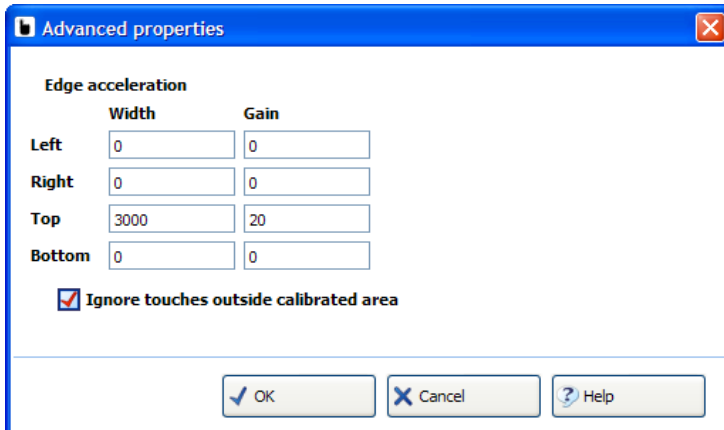 Advanced properties
Edge acceleration
Width Gain
Left 0 0
Right 0 0
Top 3000 20
Bottom 0 0
Ignore touches outside calibrated area
OK Cancel Help